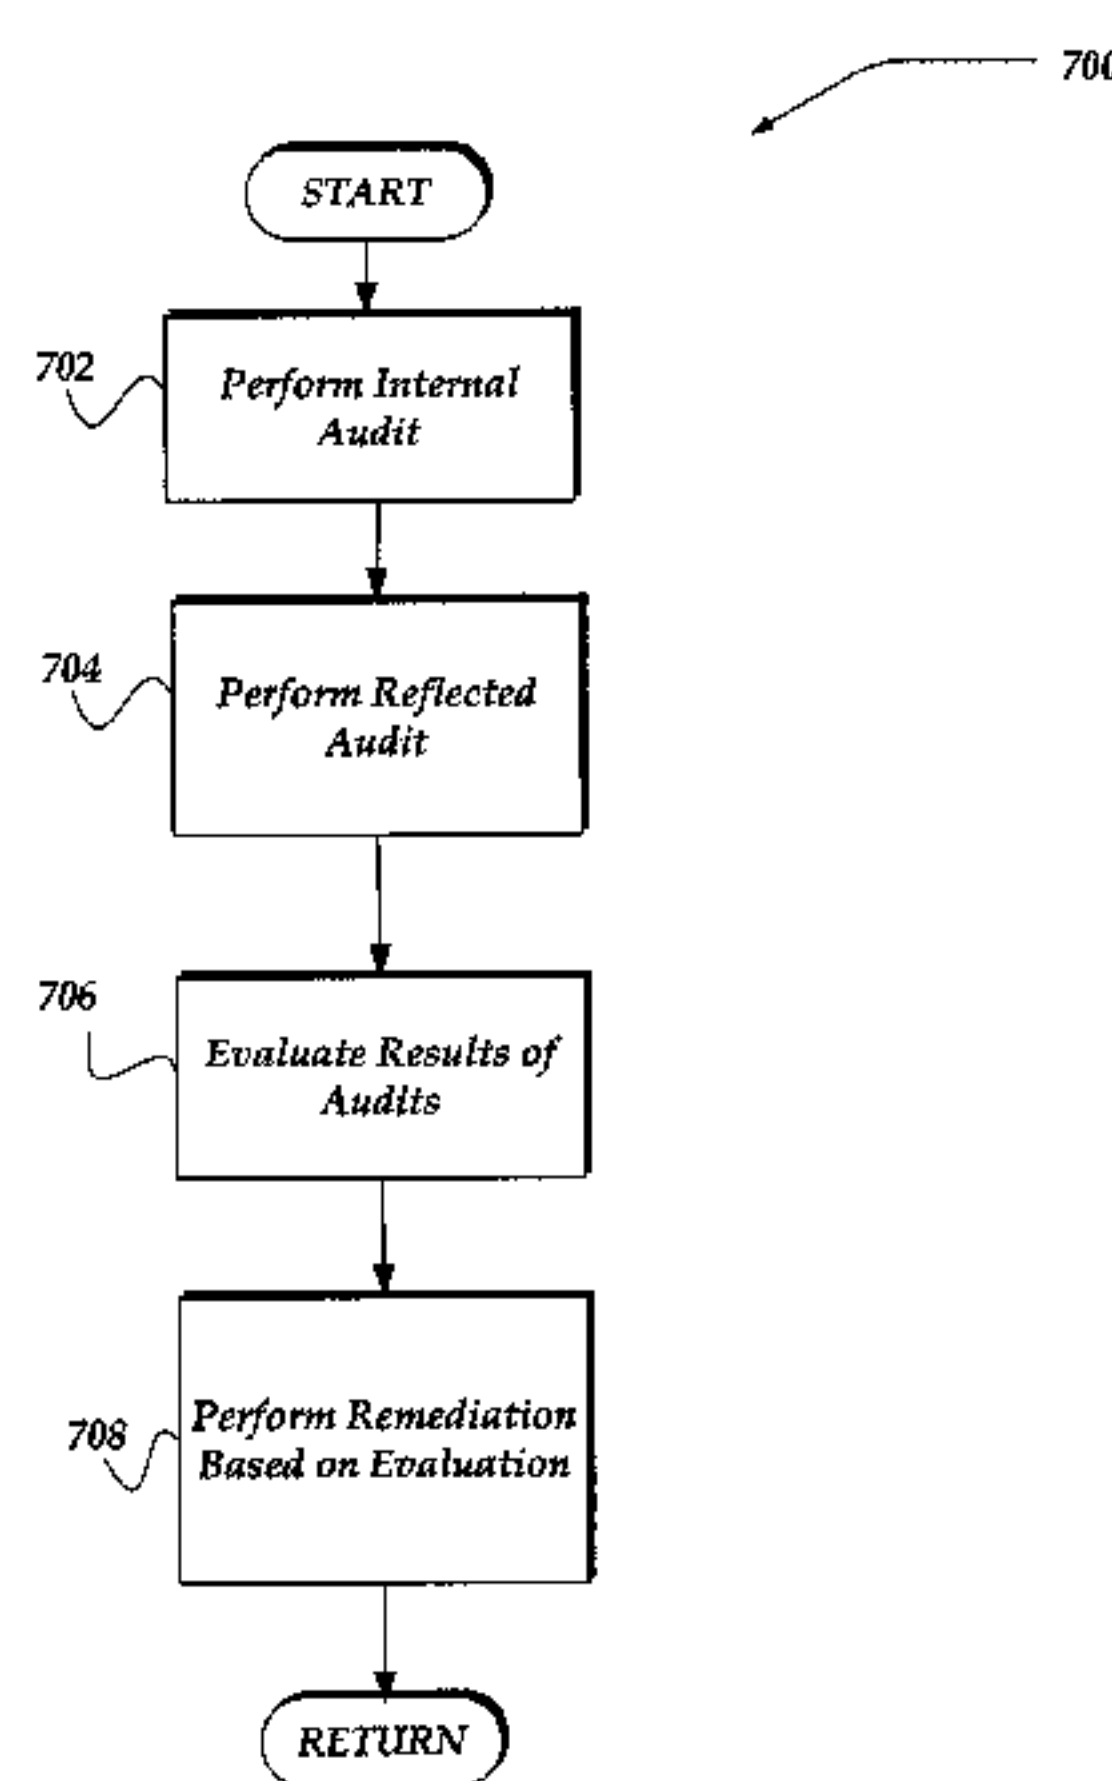 700
START
702
Perform Internal
Audit
704
Perform Reflected
Audit
706
Evaluate Results of
Audits
708
Perform Remediation
Based on Evaluation
RETURN